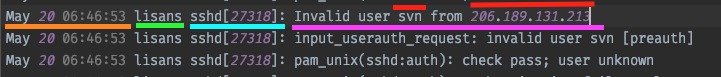 May 20 06:46:53 lisans sshd[27318]: Invalid user svn from 206.189.131.213
May 20 06:46:53 lisans sshd[27318]: input_userauth_request: invalid user svn [preauth]
May 20 06:46:53 lisans sshd[27318]: pam_unix(sshd:auth): check pass; user unknown